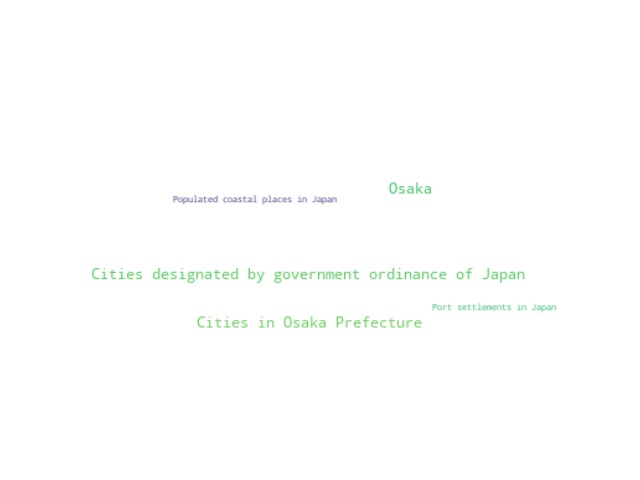 Osaka
Populated coastal places in Japan
Cities designated by government ordinance of Japan
Port settlements in Japan
Cities in Osaka Prefecture